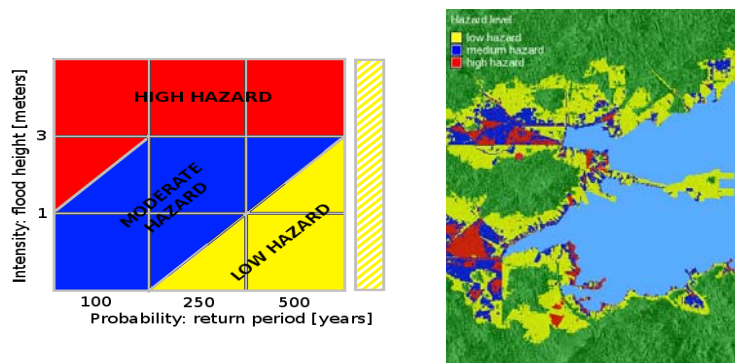 HIGH HAZARD
MODERATE
HAZARD
LOW HAZARD
3
1
Intensity: flood height [meters]
100 250 500
Probability: return period [years]
Hazard level
low hazard
medium hazard
high hazard